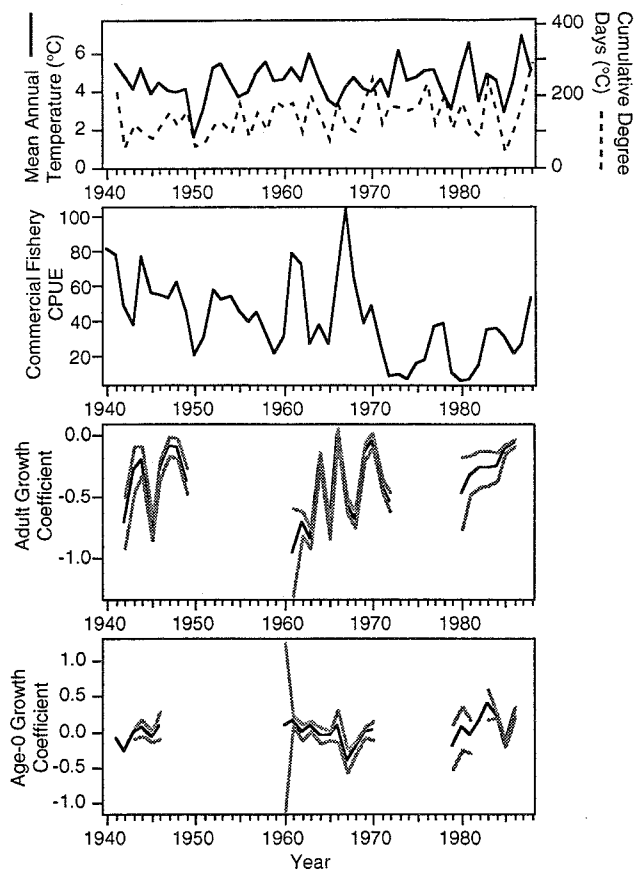 Mean Annual
Temperature (°C)
6
4
2
0
400
200
0
Cumulative Degree
Days (°C)
1940 1950 1960 1970 1980
Commercial Fishery
CPUE
100
80
60
40
20
1940 1950 1960 1970 1980
Adult Growth
Coefficient
0.0
-0.5
-1.0
1940 1950 1960 1970 1980
Age-0 Growth
Coefficient
1.0
0.5
0.0
-0.5
-1.0
1940 1950 1960 1970 1980
Year